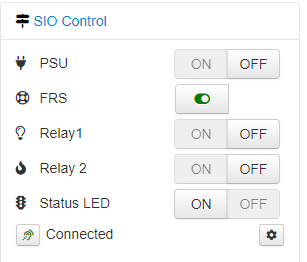 SIO Control
PSU ON OFF
FRS
Relay1 ON OFF
Relay 2 ON OFF
Status LED ON OFF
Connected